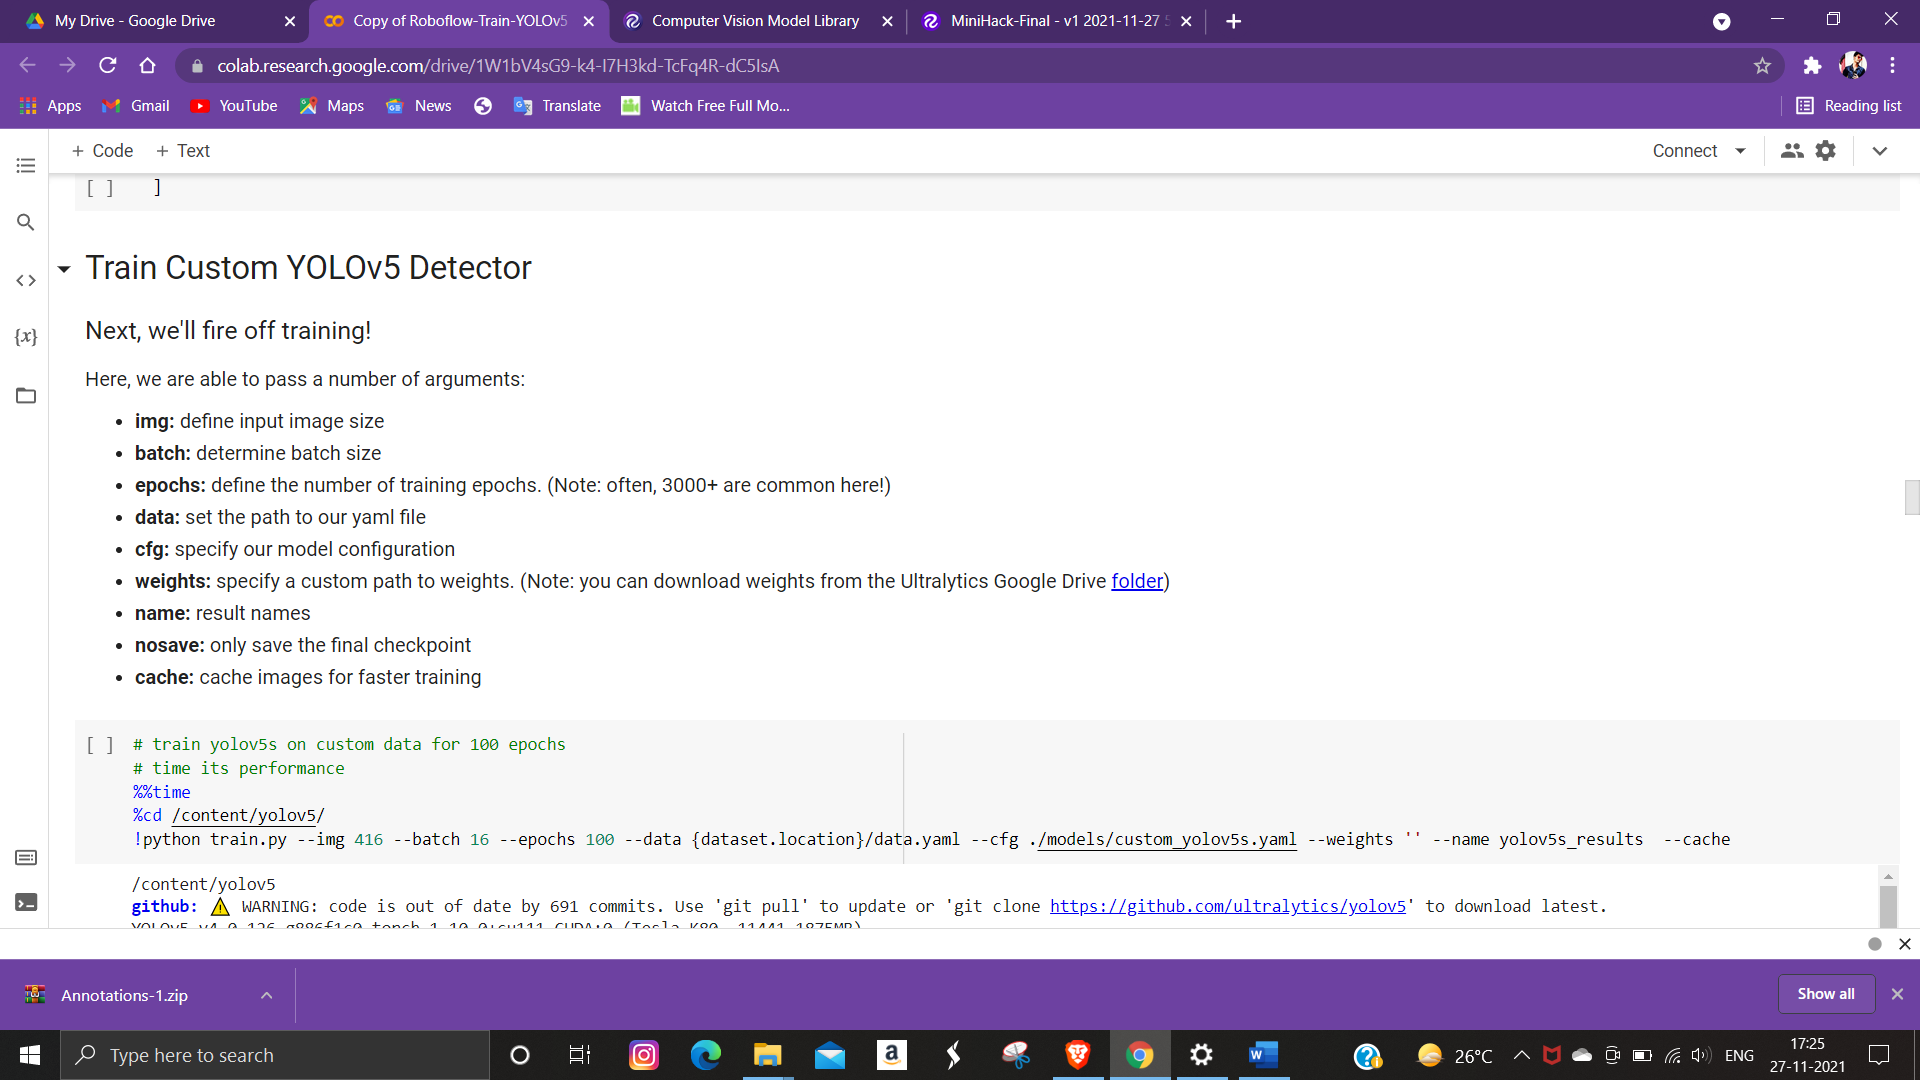 My Drive - Google Drive
Copy of Roboflow-Train-YOLOv5
Computer Vision Model Library
MiniHack-Final - v1 2021-11-27
colab.research.google.com/drive/1W1bV4sG9-k4-I7H3kd-TcFq4R-dC5IsA
Apps Gmail YouTube Maps News Translate Watch Free Full Mo... Reading list
+ Code + Text Connect
[ ] ]
Train Custom YOLOv5 Detector
Next, we'll fire off training!
Here, we are able to pass a number of arguments:
• img: define input image size
• batch: determine batch size
• epochs: define the number of training epochs. (Note: often, 3000+ are common here!)
• data: set the path to our yaml file
• cfg: specify our model configuration
• weights: specify a custom path to weights. (Note: you can download weights from the Ultralytics Google Drive folder)
• name: result names
• nosave: only save the final checkpoint
• cache: cache images for faster training
[ ] # train yolov5s on custom data for 100 epochs
# time its performance
%%time
%cd /content/yolov5/
!python train.py --img 416 --batch 16 --epochs 100 --data {dataset.location}/data.yaml --cfg ./models/custom_yolov5s.yaml --weights '' --name yolov5s_results --cache
/content/yolov5
github: ⚠ WARNING: code is out of date by 691 commits. Use 'git pull' to update or 'git clone https://github.com/ultralytics/yolov5' to download latest.
Annotations-1.zip
Show all
Type here to search
26°C
ENG
17:25
27-11-2021